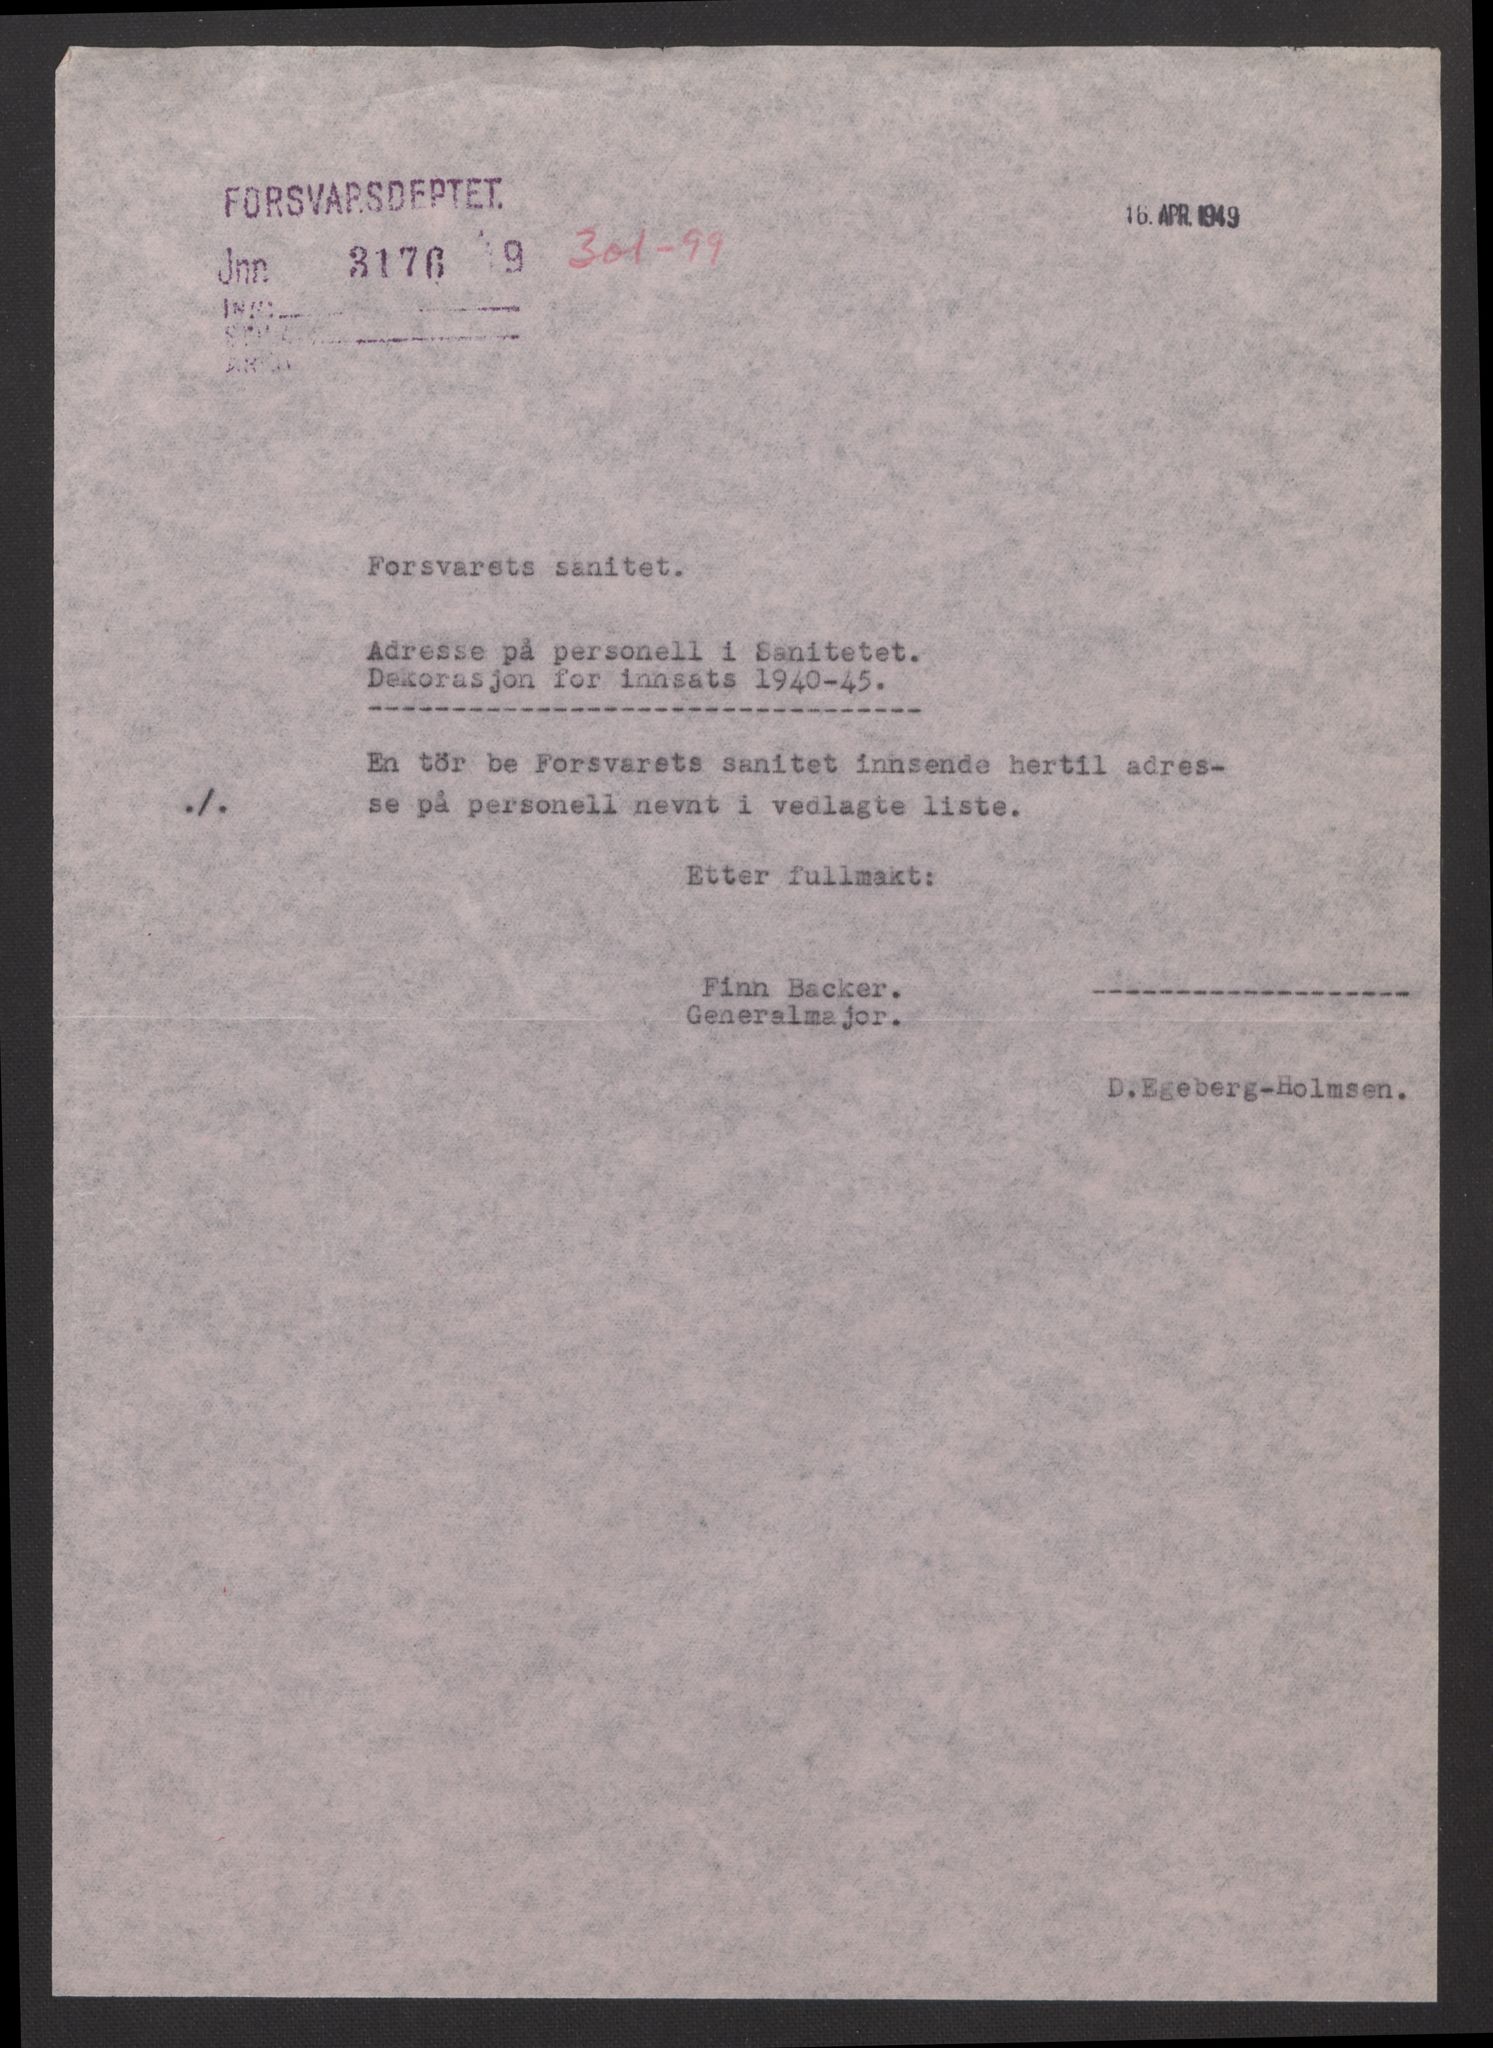 FORSVARSDEPTET.
16. APR. 1949
Jnr. 3176 49 301-99
Forsvarets sanitet.
Adresse på personell i Sanitetet.
Dekorasjon for innsats 1940-45.
---------------------------------
En tör be Forsvarets sanitet innsende hertil adres-
./. se på personell nevnt i vedlagte liste.
Etter fullmakt:
Finn Backer. -------------------
Generalmajor.
D.Egeberg-Holmsen.